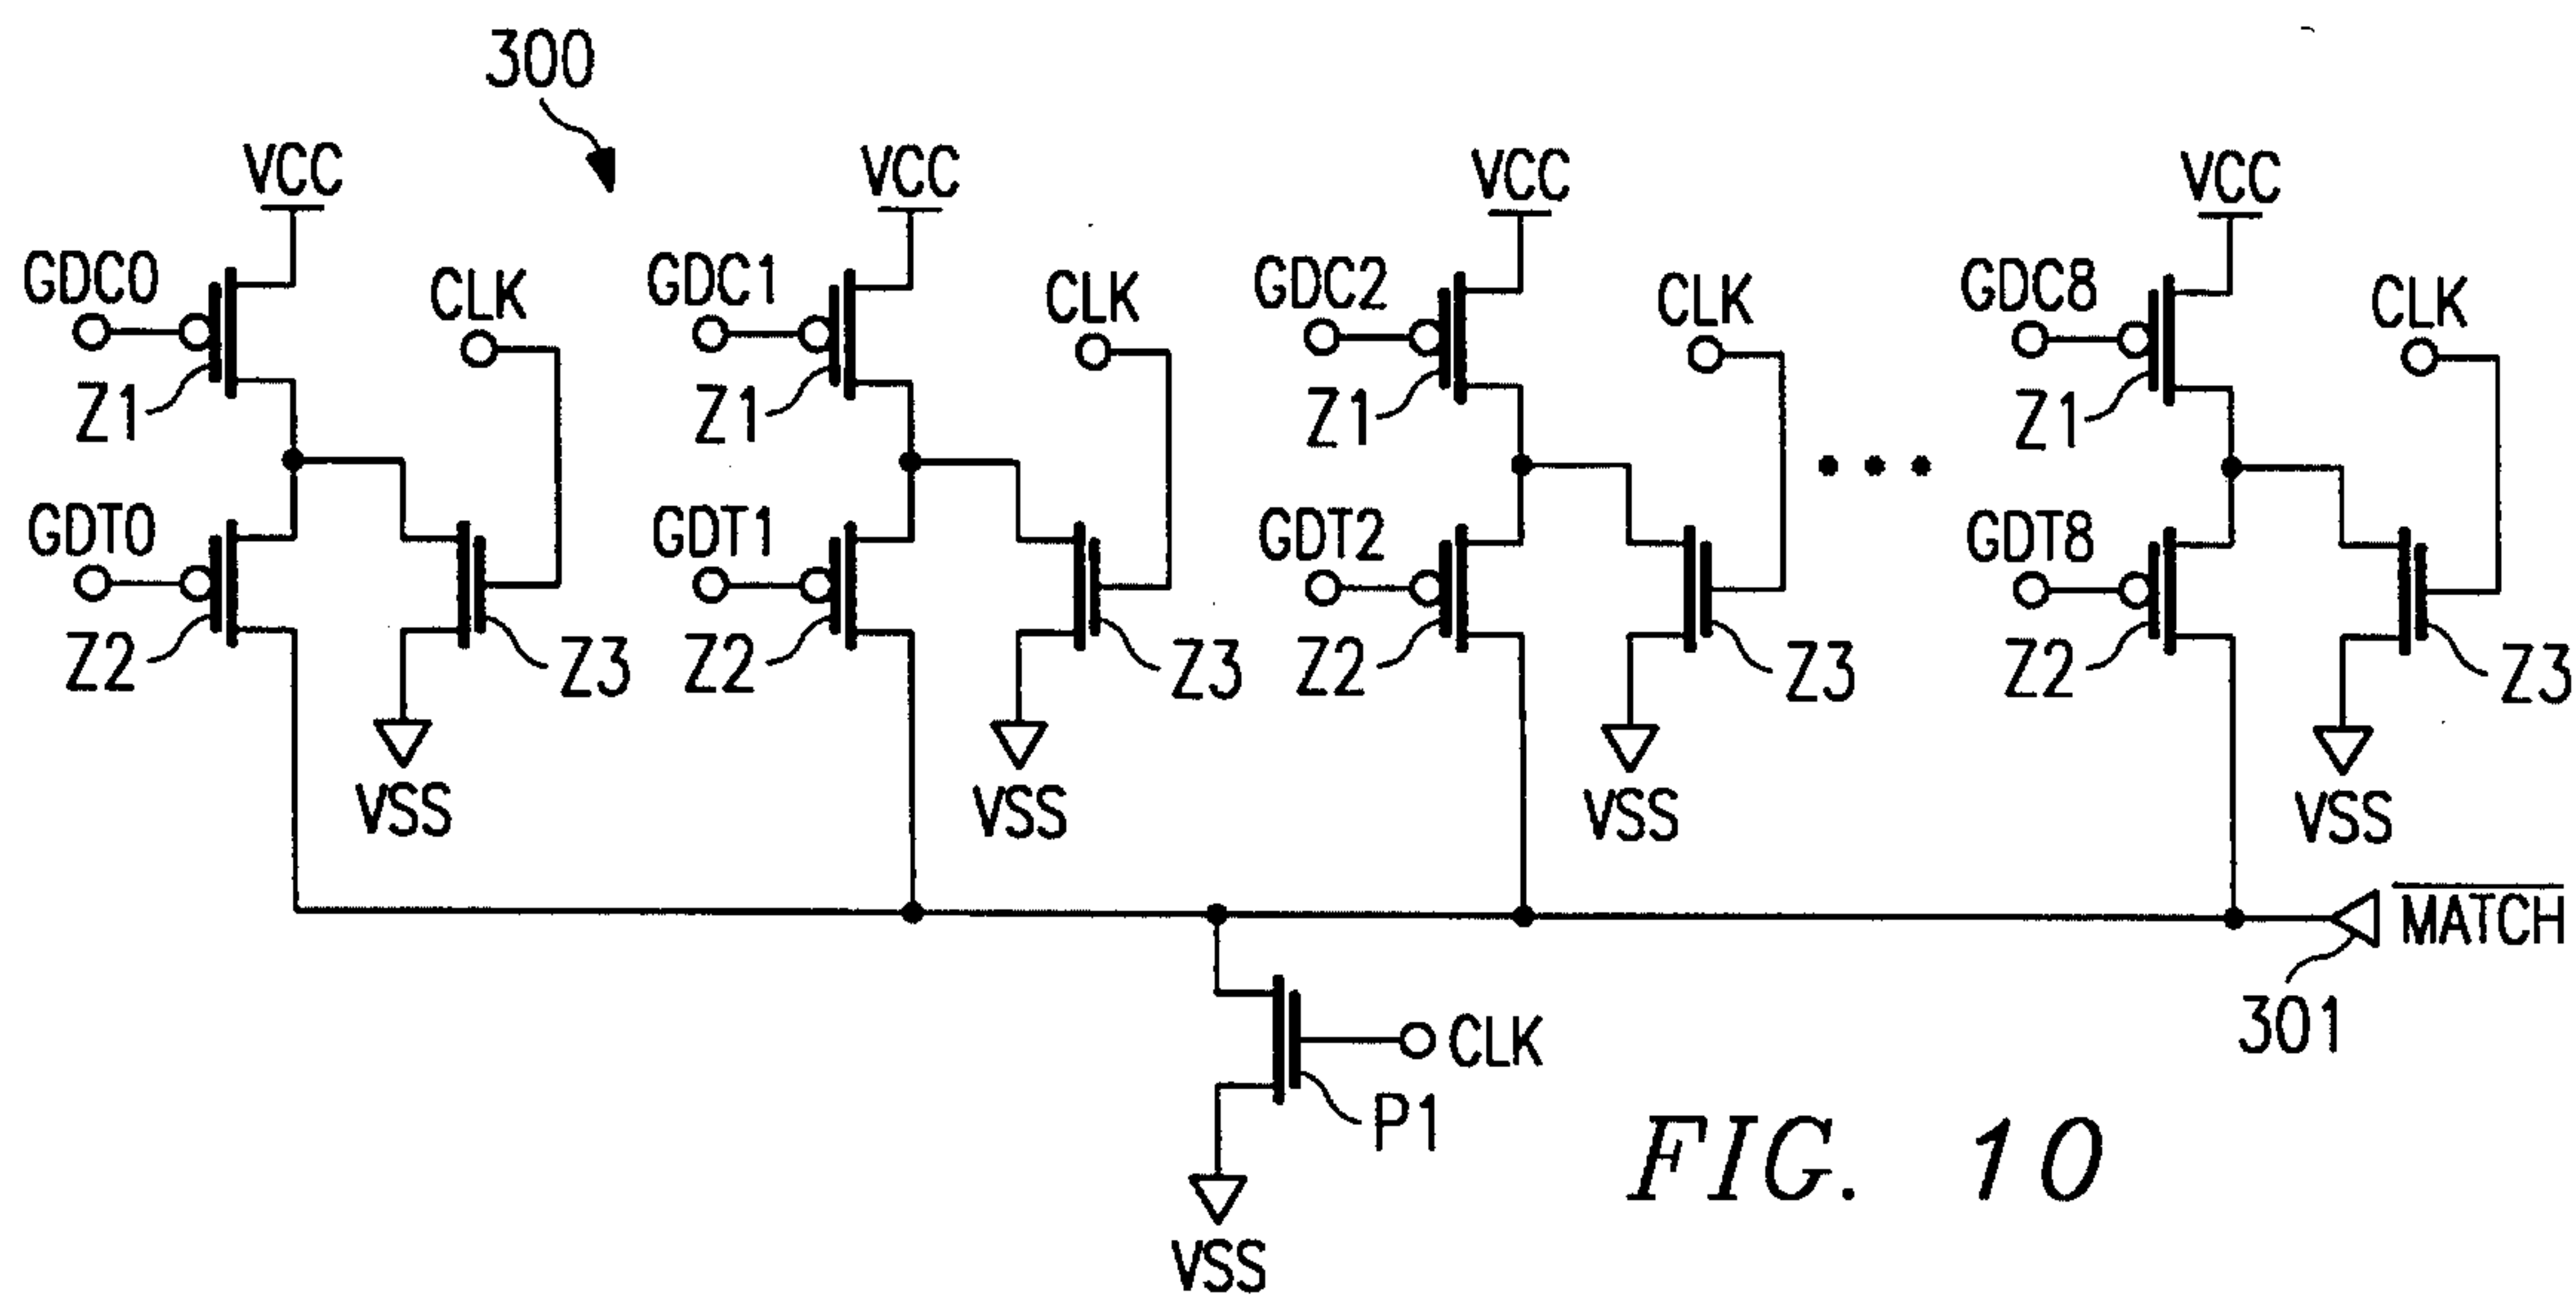 300
VCC VCC VCC VCC
GDC0 CLK GDC1 CLK GDC2 CLK GDC8 CLK
Z1 Z1 Z1 Z1
GDT0 GDT1 GDT2 GDT8
Z2 Z3 Z2 Z3 Z2 Z3 Z2 Z3
VSS VSS VSS VSS
MATCH
301
CLK
P1
VSS
FIG. 10